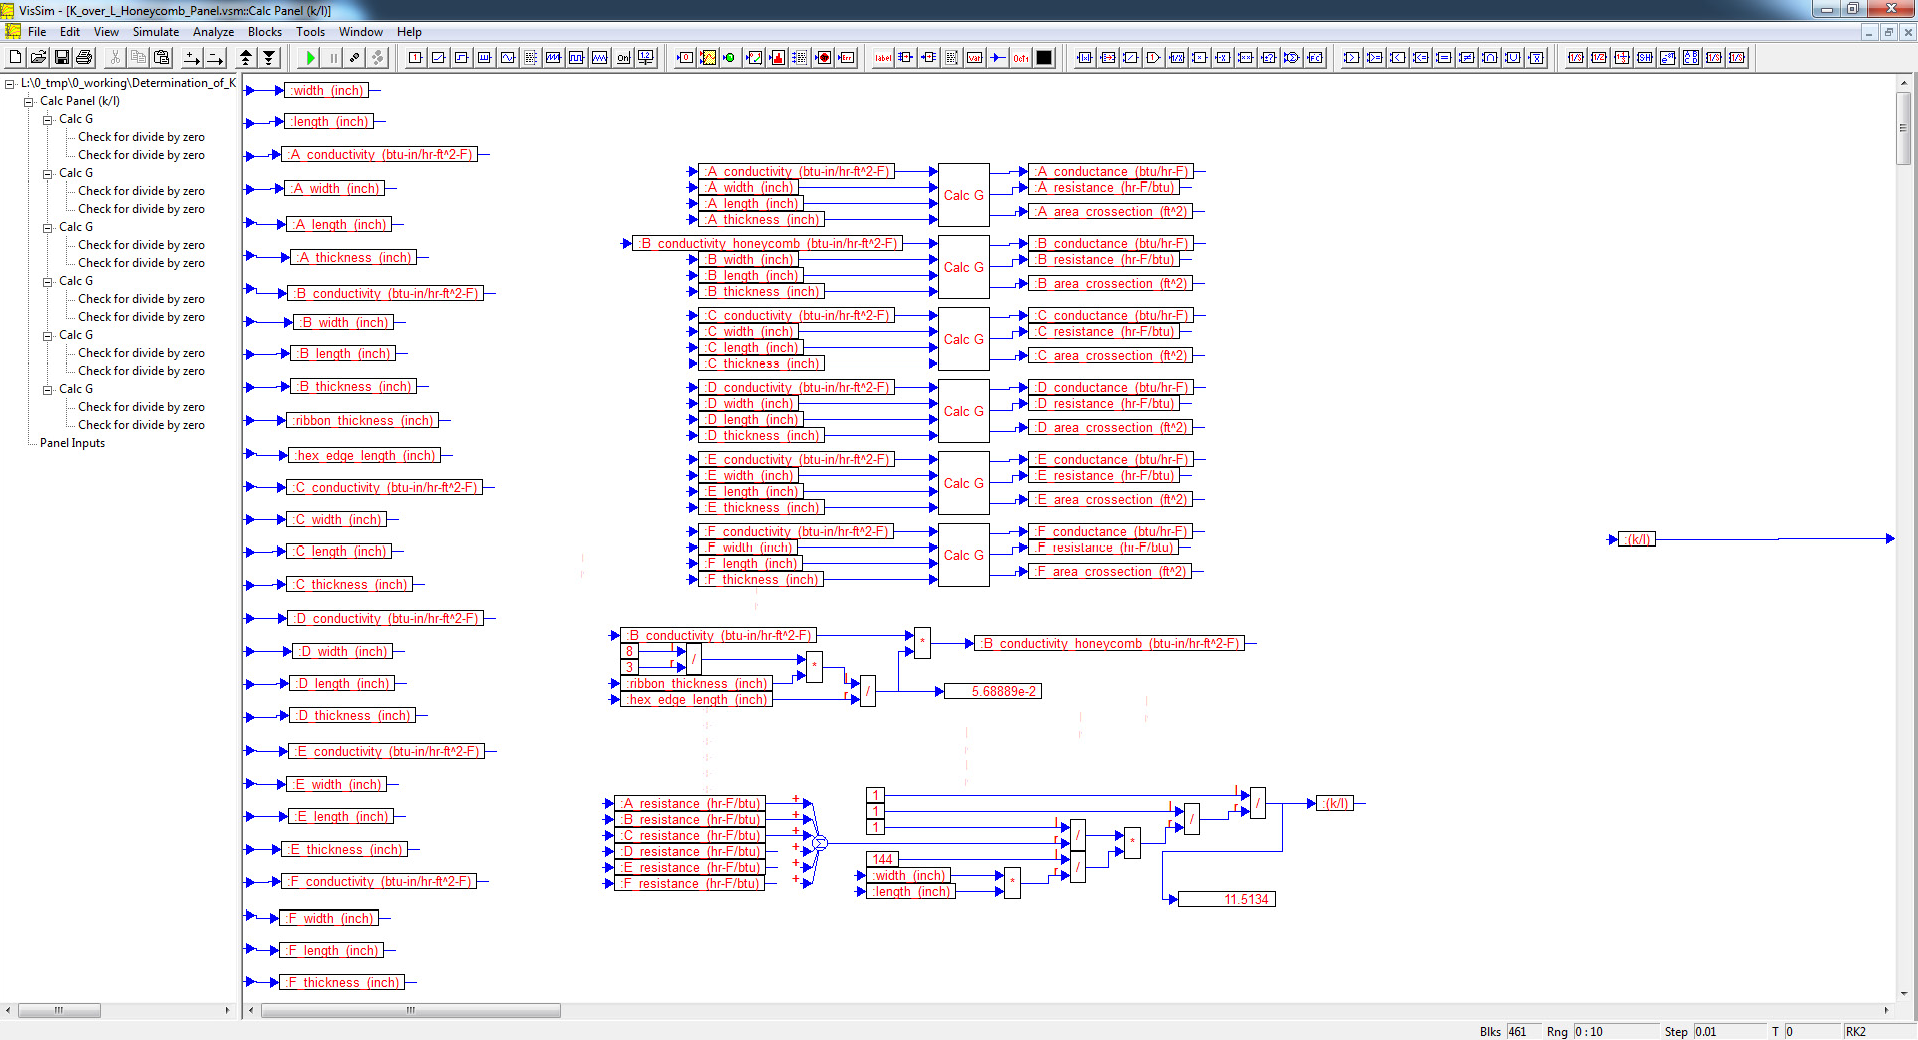 VisSim - [K_over_L_Honeycomb_Panel.vsm::Calc Panel (k/l)]
File Edit View Simulate Analyze Blocks Tools Window Help
L:\0_tmp\0_working\Determination_of_K
Calc Panel (k/l)
Calc G
Check for divide by zero
Check for divide by zero
Calc G
Check for divide by zero
Check for divide by zero
Calc G
Check for divide by zero
Check for divide by zero
Calc G
Check for divide by zero
Check for divide by zero
Calc G
Check for divide by zero
Check for divide by zero
Calc G
Check for divide by zero
Check for divide by zero
Panel Inputs
:width (inch)
:length (inch)
:A conductivity (btu-in/hr-ft^2-F)
:A width (inch)
:A length (inch)
:A thickness (inch)
:B conductivity (btu-in/hr-ft^2-F)
:B width (inch)
:B length (inch)
:B thickness (inch)
:ribbon thickness (inch)
:hex edge length (inch)
:C conductivity (btu-in/hr-ft^2-F)
:C width (inch)
:C length (inch)
:C thickness (inch)
:D conductivity (btu-in/hr-ft^2-F)
:D width (inch)
:D length (inch)
:D thickness (inch)
:E conductivity (btu-in/hr-ft^2-F)
:E width (inch)
:E length (inch)
:E thickness (inch)
:F conductivity (btu-in/hr-ft^2-F)
:F width (inch)
:F length (inch)
:F thickness (inch)
:A conductivity (btu-in/hr-ft^2-F)
:A width (inch)
:A length (inch)
:A thickness (inch)
Calc G
:A conductance (btu/hr-F)
:A resistance (hr-F/btu)
:A area crossection (ft^2)
:B conductivity honeycomb (btu-in/hr-ft^2-F)
:B width (inch)
:B length (inch)
:B thickness (inch)
Calc G
:B conductance (btu/hr-F)
:B resistance (hr-F/btu)
:B area crossection (ft^2)
:C conductivity (btu-in/hr-ft^2-F)
:C width (inch)
:C length (inch)
:C thickness (inch)
Calc G
:C conductance (btu/hr-F)
:C resistance (hr-F/btu)
:C area crossection (ft^2)
:D conductivity (btu-in/hr-ft^2-F)
:D width (inch)
:D length (inch)
:D thickness (inch)
Calc G
:D conductance (btu/hr-F)
:D resistance (hr-F/btu)
:D area crossection (ft^2)
:E conductivity (btu-in/hr-ft^2-F)
:E width (inch)
:E length (inch)
:E thickness (inch)
Calc G
:E conductance (btu/hr-F)
:E resistance (hr-F/btu)
:E area crossection (ft^2)
:F conductivity (btu-in/hr-ft^2-F)
:F width (inch)
:F length (inch)
:F thickness (inch)
Calc G
:F conductance (btu/hr-F)
:F resistance (hr-F/btu)
:F area crossection (ft^2)
:(k/l)
:B conductivity (btu-in/hr-ft^2-F)
8
3
l
r
/
*
:ribbon thickness (inch)
:hex edge length (inch)
l
r
/
*
:B conductivity honeycomb (btu-in/hr-ft^2-F)
5.68889e-2
:A resistance (hr-F/btu)
:B resistance (hr-F/btu)
:C resistance (hr-F/btu)
:D resistance (hr-F/btu)
:E resistance (hr-F/btu)
:F resistance (hr-F/btu)
+
+
+
+
+
+
Σ
1
1
1
144
:width (inch)
:length (inch)
*
l
r
/
l
r
/
*
l
r
/
l
r
/
:(k/l)
11.5134
Blks 461 Rng 0 : 10 Step 0.01 T 0 RK2